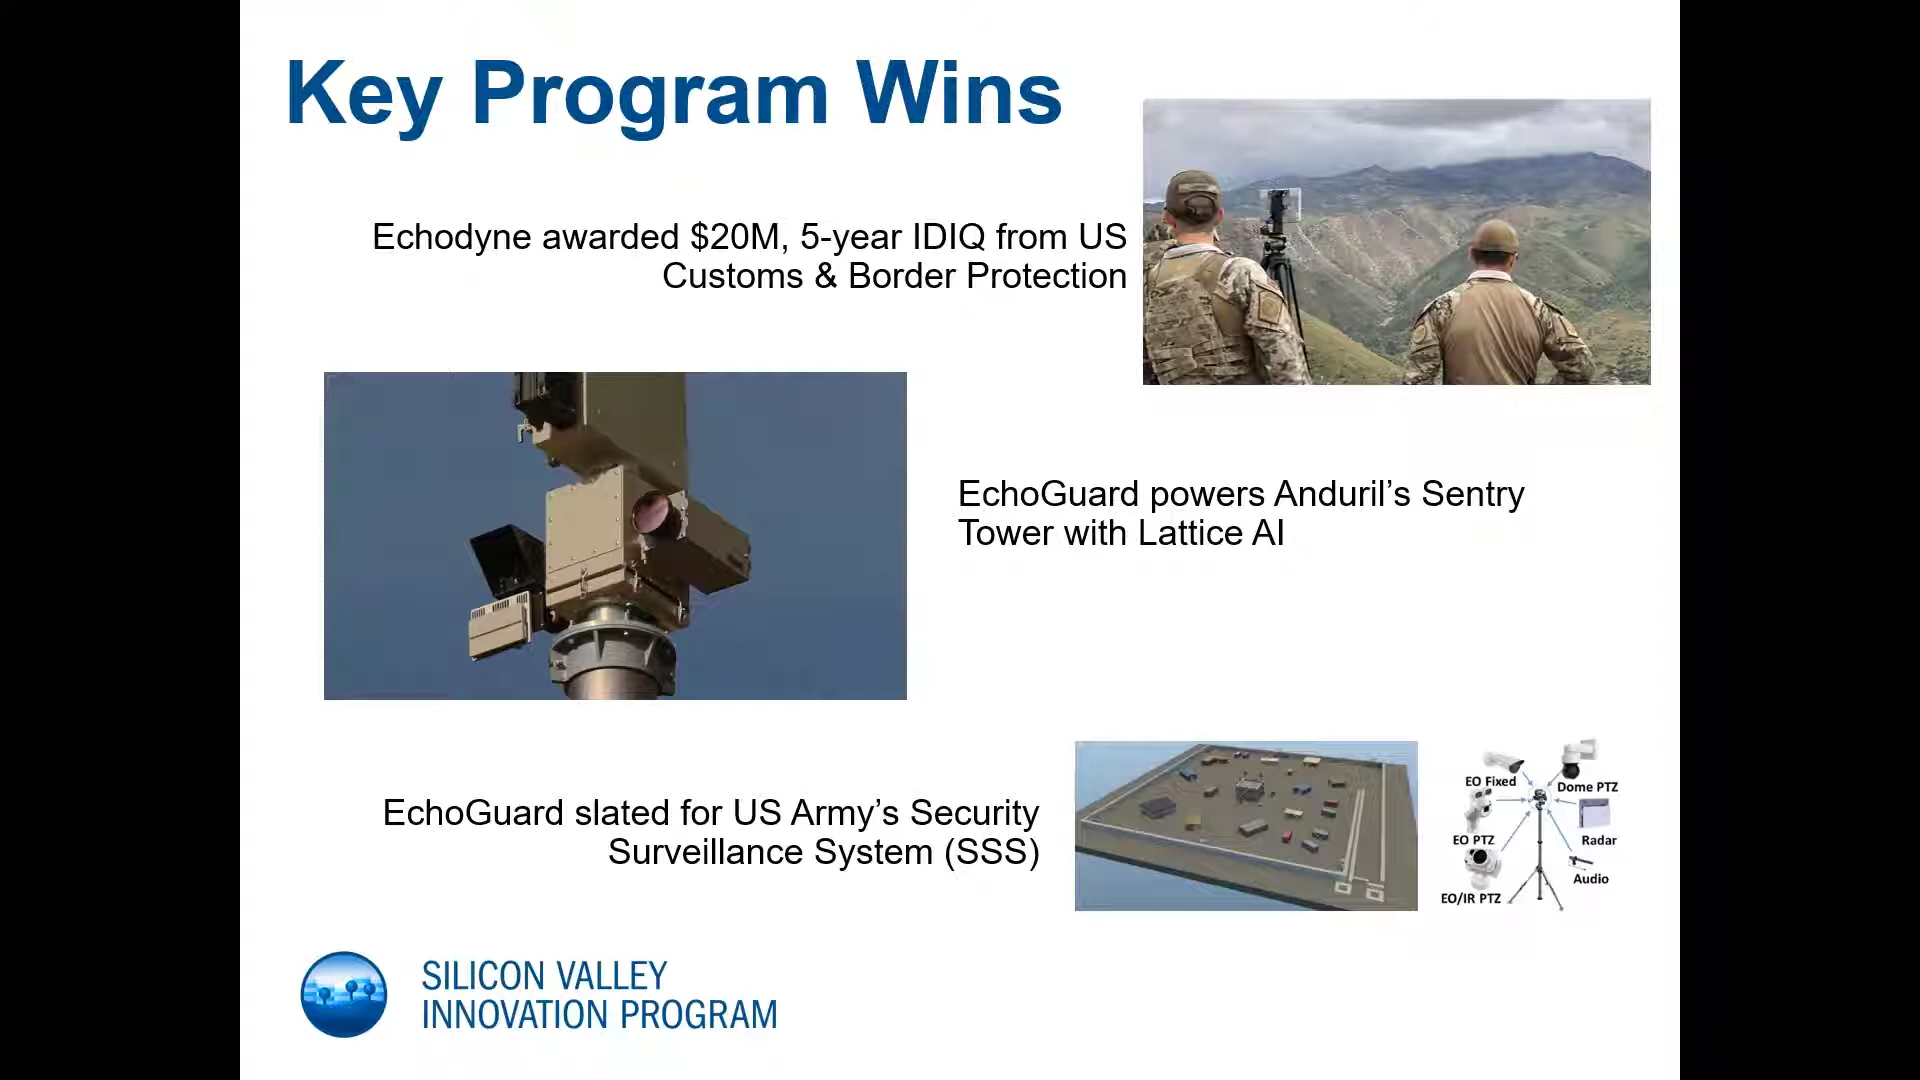 Key Program Wins
Echodyne awarded $20M, 5-year IDIQ from US
Customs & Border Protection
EchoGuard powers Anduril’s Sentry
Tower with Lattice AI
EchoGuard slated for US Army’s Security
Surveillance System (SSS)
EO Fixed
Dome PTZ
EO PTZ
Radar
Audio
EO/IR PTZ
SILICON VALLEY
INNOVATION PROGRAM